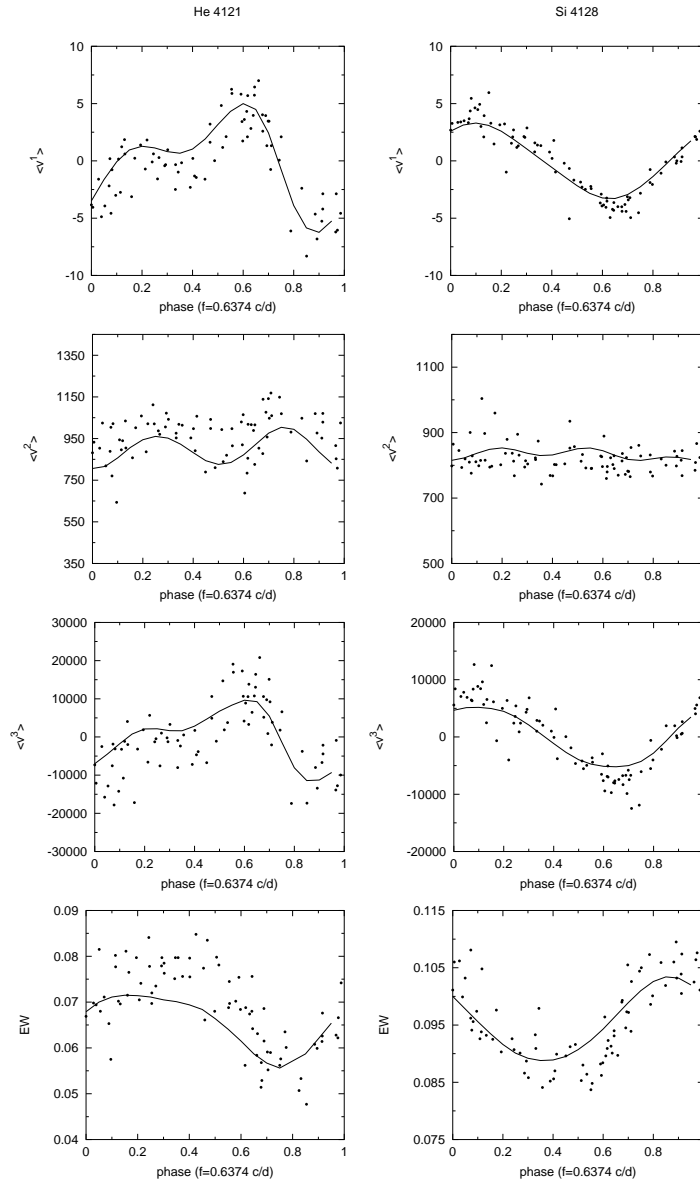 He 4121
Si 4128
10
5
0
-5
-10
<v¹>
0 0.2 0.4 0.6 0.8 1
phase (f=0.6374 c/d)
10
5
0
-5
-10
<v¹>
0 0.2 0.4 0.6 0.8
phase (f=0.6374 c/d)
1350
1150
950
750
550
350
<v²>
0 0.2 0.4 0.6 0.8 1
phase (f=0.6374 c/d)
1100
900
700
500
<v²>
0 0.2 0.4 0.6 0.8
phase (f=0.6374 c/d)
30000
20000
10000
0
-10000
-20000
-30000
<v³>
0 0.2 0.4 0.6 0.8 1
phase (f=0.6374 c/d)
20000
10000
0
-10000
-20000
<v³>
0 0.2 0.4 0.6 0.8
phase (f=0.6374 c/d)
0.09
0.08
0.07
0.06
0.05
0.04
EW
0 0.2 0.4 0.6 0.8 1
phase (f=0.6374 c/d)
0.115
0.105
0.095
0.085
0.075
EW
0 0.2 0.4 0.6 0.8
phase (f=0.6374 c/d)